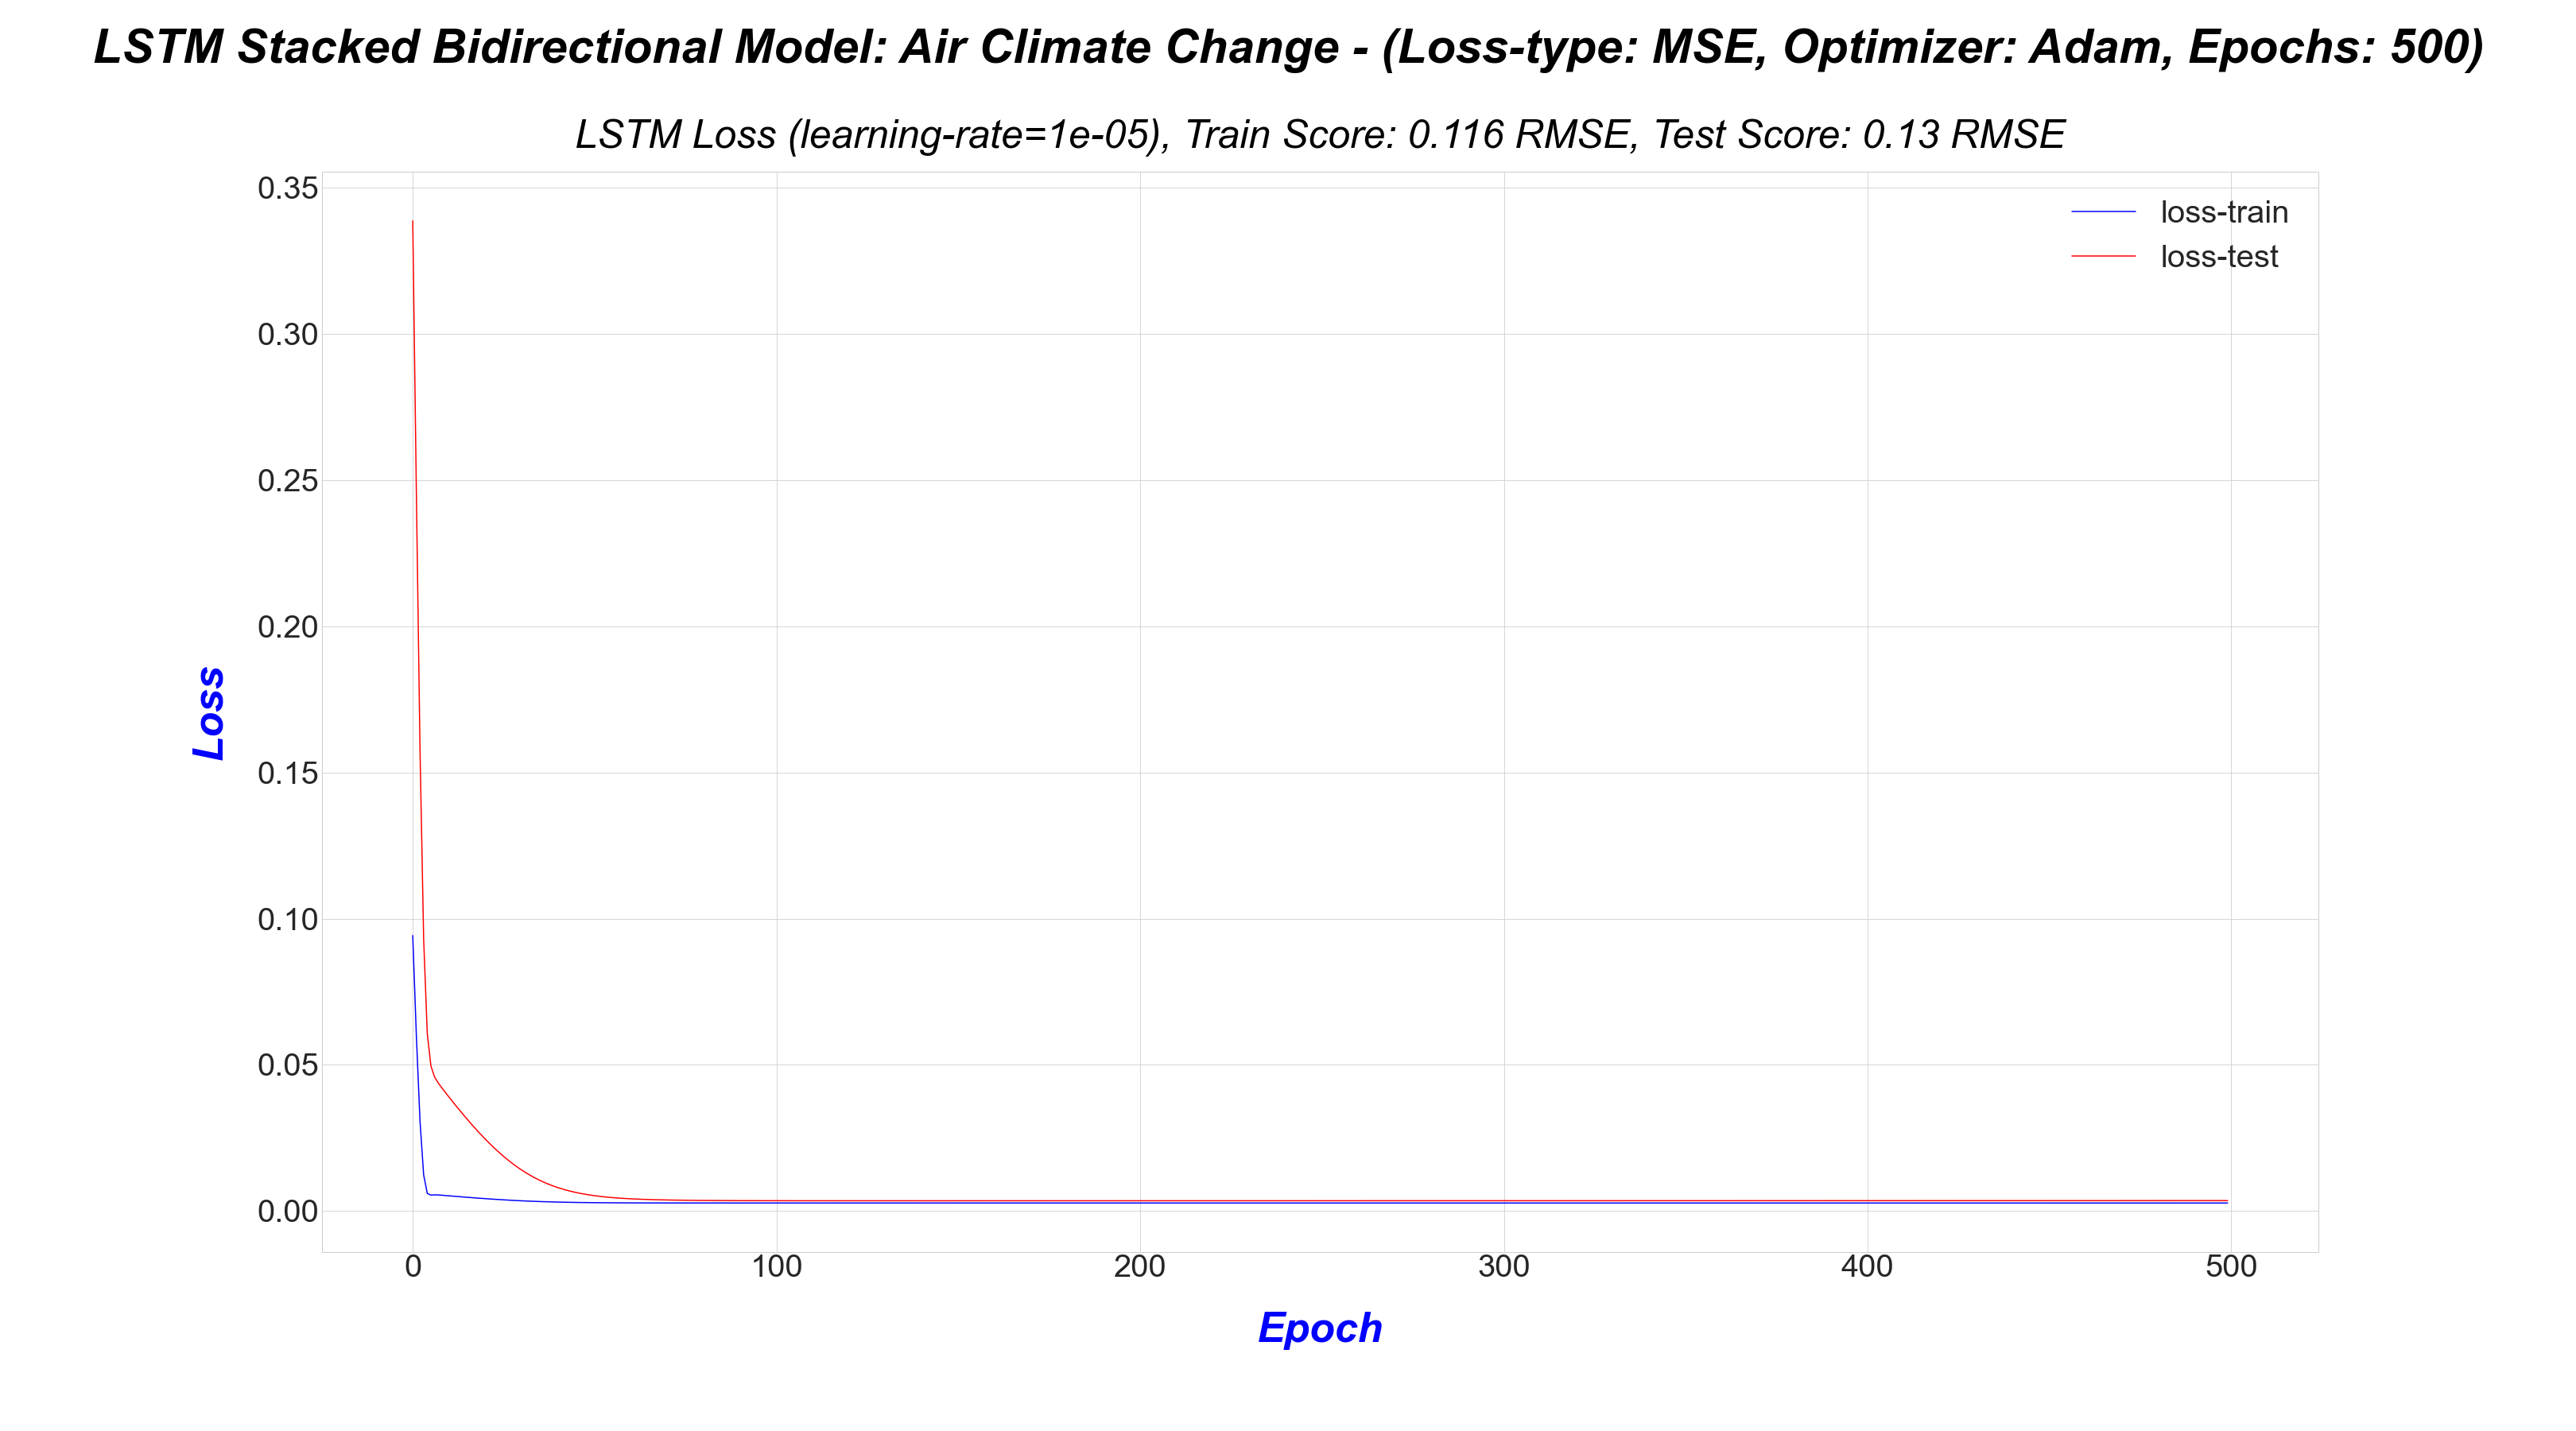 LSTM Stacked Bidirectional Model: Air Climate Change - (Loss-type: MSE, Optimizer: Adam, Epochs: 500)
LSTM Loss (learning-rate=1e-05), Train Score: 0.116 RMSE, Test Score: 0.13 RMSE
loss-train
loss-test
0.35
0.30
0.25
0.20
0.15
0.10
0.05
0.00
Loss
0 100 200 300 400 500
Epoch